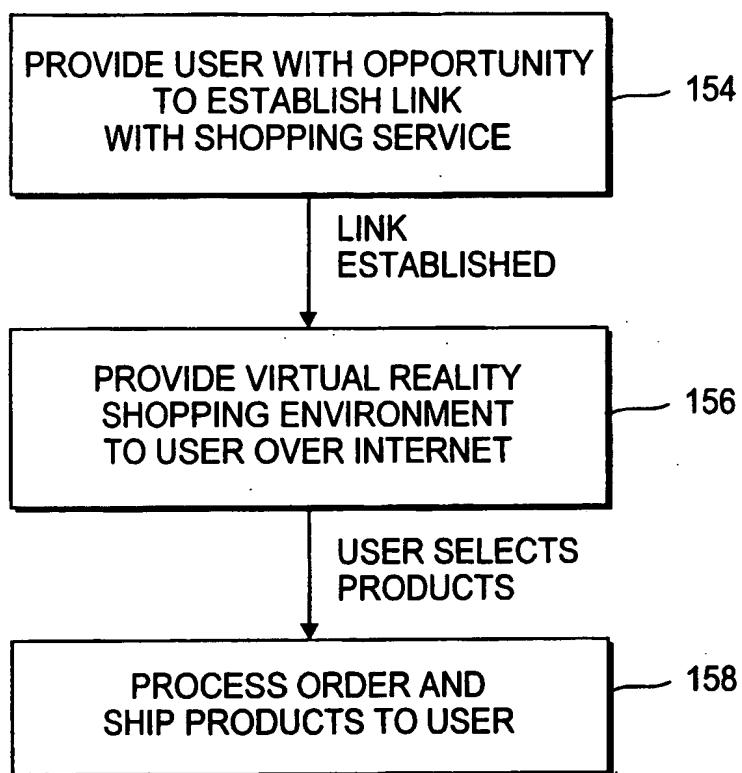 PROVIDE USER WITH OPPORTUNITY
TO ESTABLISH LINK
WITH SHOPPING SERVICE
154
LINK
ESTABLISHED
PROVIDE VIRTUAL REALITY
SHOPPING ENVIRONMENT
TO USER OVER INTERNET
156
USER SELECTS
PRODUCTS
PROCESS ORDER AND
SHIP PRODUCTS TO USER
158